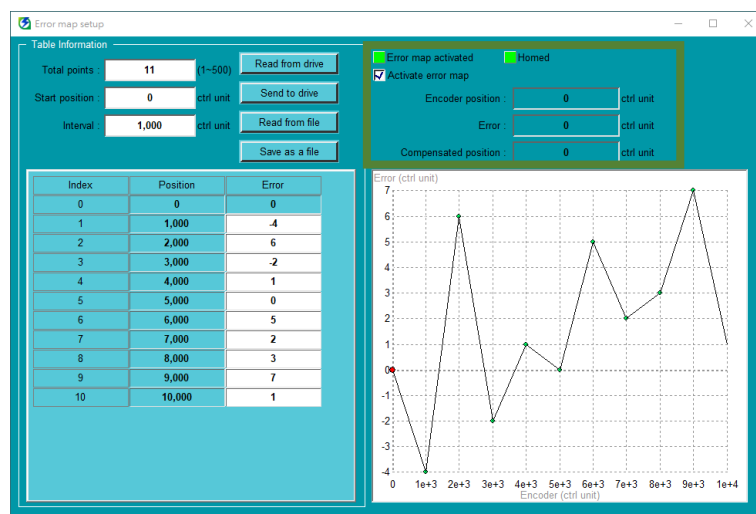 Error map setup
Table Information
Total points : 11 (1~500) Read from drive
Start position : 0 ctrl unit Send to drive
Interval : 1,000 ctrl unit Read from file
Save as a file
Error map activated Homed
Activate error map
Encoder position : 0 ctrl unit
Error : 0 ctrl unit
Compensated position : 0 ctrl unit
Index Position Error
0 0 0
1 1,000 -4
2 2,000 6
3 3,000 -2
4 4,000 1
5 5,000 0
6 6,000 5
7 7,000 2
8 8,000 3
9 9,000 7
10 10,000 1
Error (ctrl unit)
7
6
5
4
3
2
1
0
-1
-2
-3
-4
0 1e+3 2e+3 3e+3 4e+3 5e+3 6e+3 7e+3 8e+3 9e+3 1e+4
Encoder (ctrl unit)